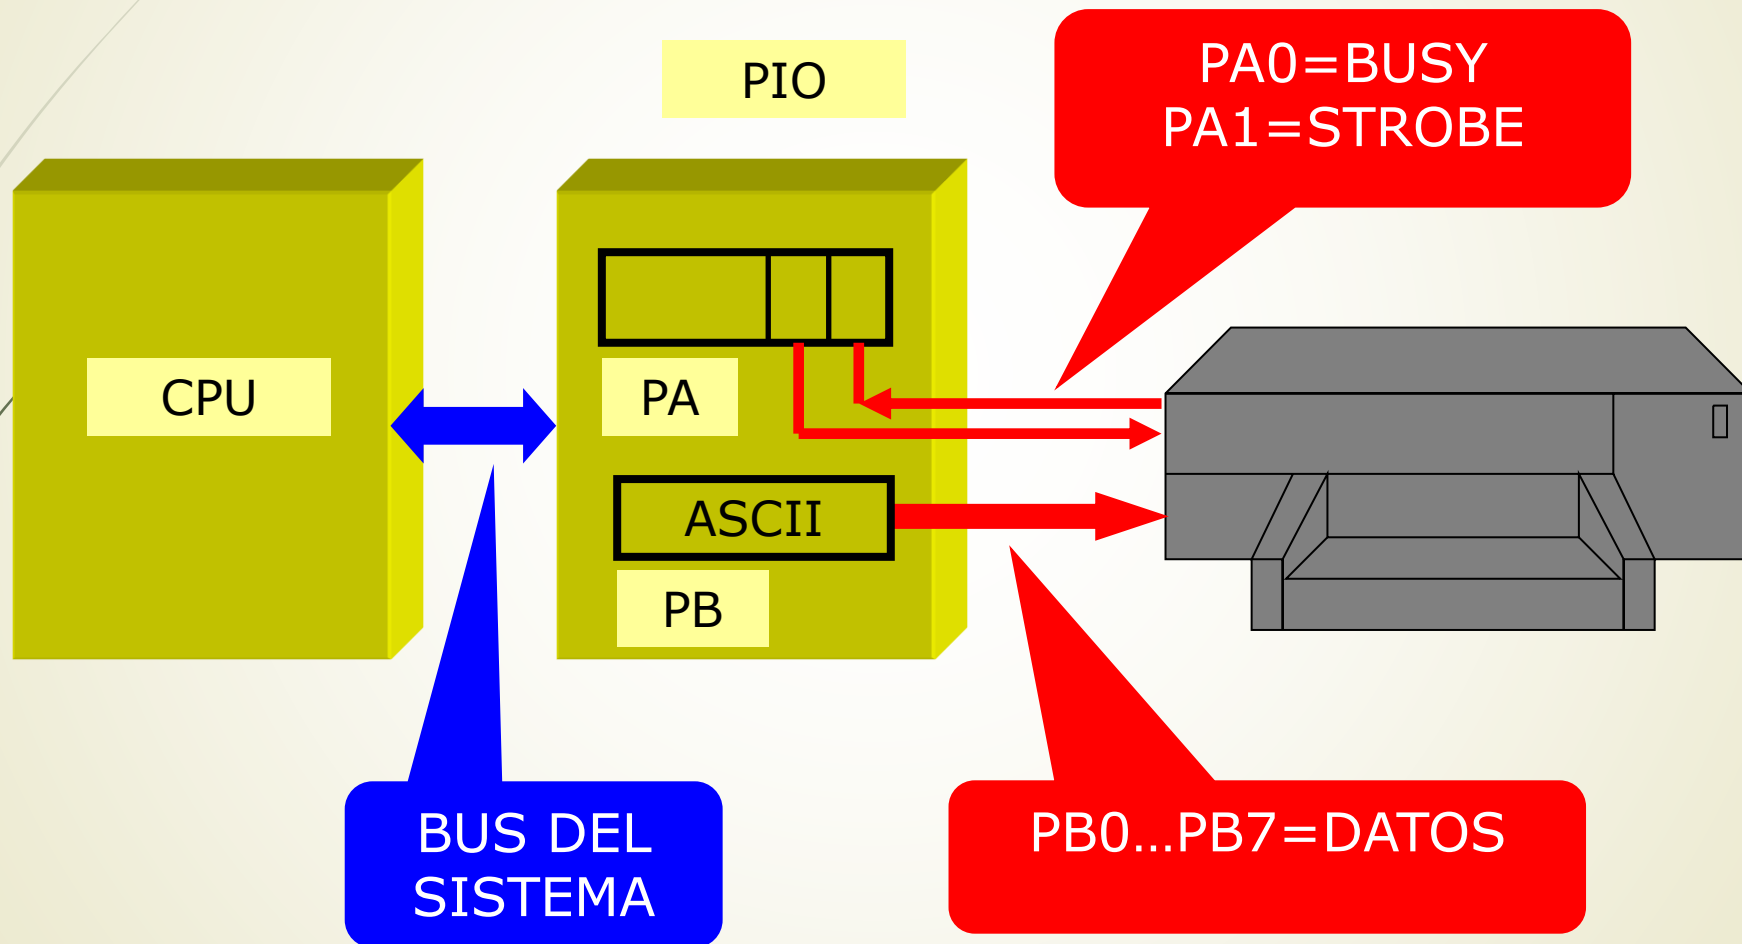 PIO
PA0=BUSY
PA1=STROBE
CPU
PA
ASCII
PB
BUS DEL
SISTEMA
PB0...PB7=DATOS